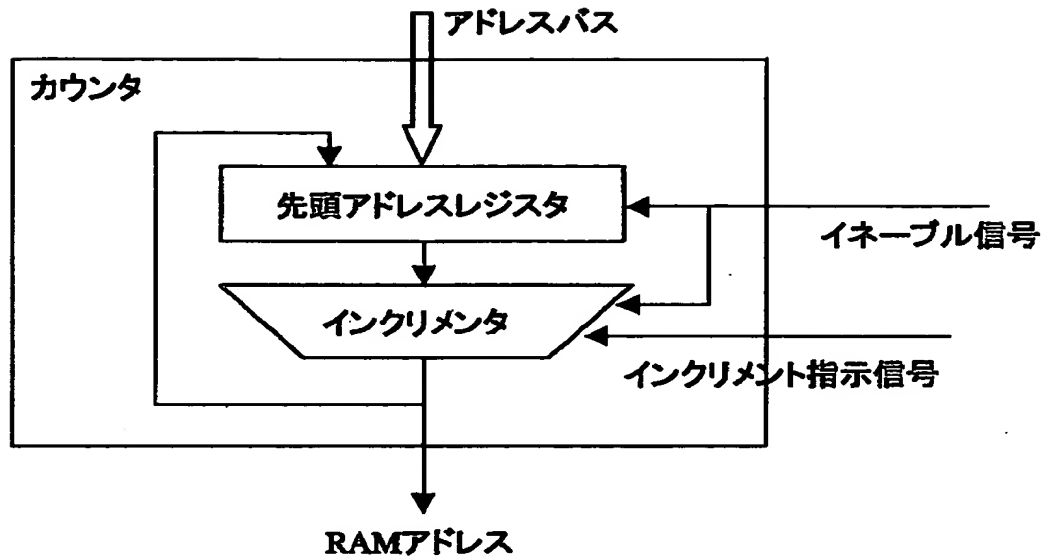 アドレスバス
カウンタ
先頭アドレスレジスタ
イネーブル信号
インクリメンタ
インクリメント指示信号
RAMアドレス